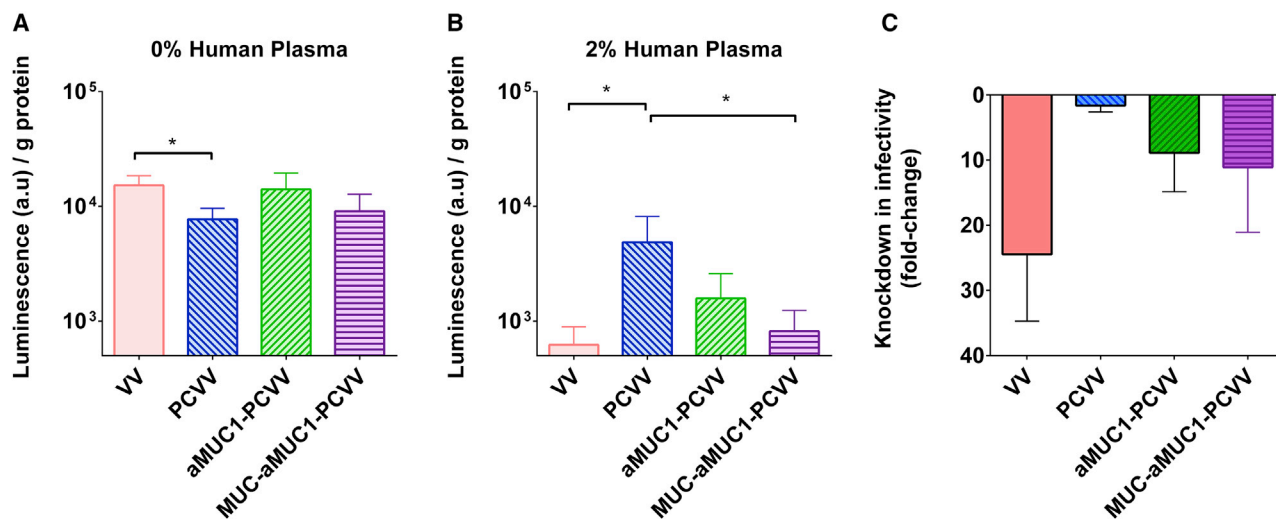 A
0% Human Plasma
Luminescence (a.u) / g protein
10^5
10^4
10^3
*
VV
PCVV
aMUC1-PCVV
MUC-aMUC1-PCVV
B
2% Human Plasma
Luminescence (a.u) / g protein
10^5
10^4
10^3
*
*
VV
PCVV
aMUC1-PCVV
MUC-aMUC1-PCVV
C
Knockdown in infectivity
(fold-change)
0
10
20
30
40
VV
PCVV
aMUC1-PCVV
MUC-aMUC1-PCVV